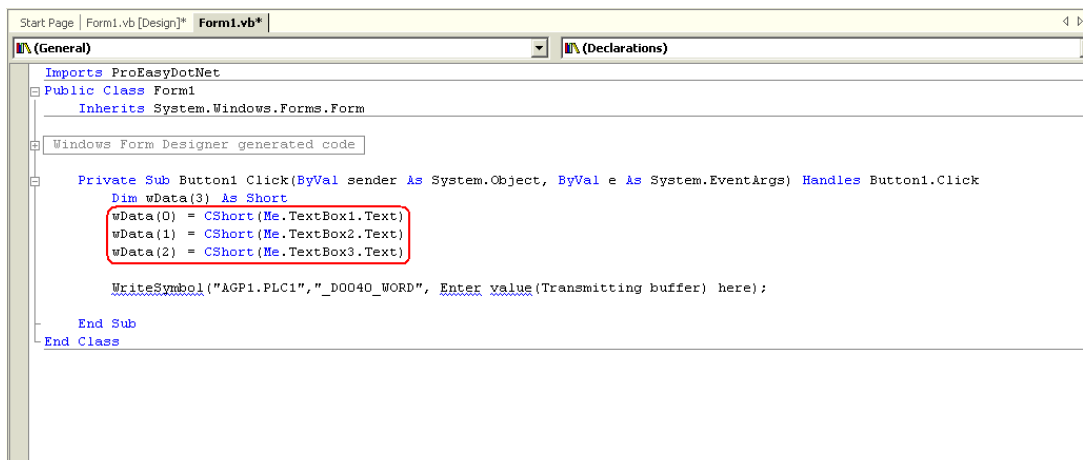 Start Page Form1.vb [Design]* Form1.vb*
(General) (Declarations)
Imports ProEasyDotNet
Public Class Form1
Inherits System.Windows.Forms.Form
Windows Form Designer generated code
Private Sub Button1_Click(ByVal sender As System.Object, ByVal e As System.EventArgs) Handles Button1.Click
Dim wData(3) As Short
wData(0) = CShort(Me.TextBox1.Text)
wData(1) = CShort(Me.TextBox2.Text)
wData(2) = CShort(Me.TextBox3.Text)
WriteSymbol("AGP1.PLC1","_D0040_WORD", Enter value(Transmitting buffer) here);
End Sub
End Class